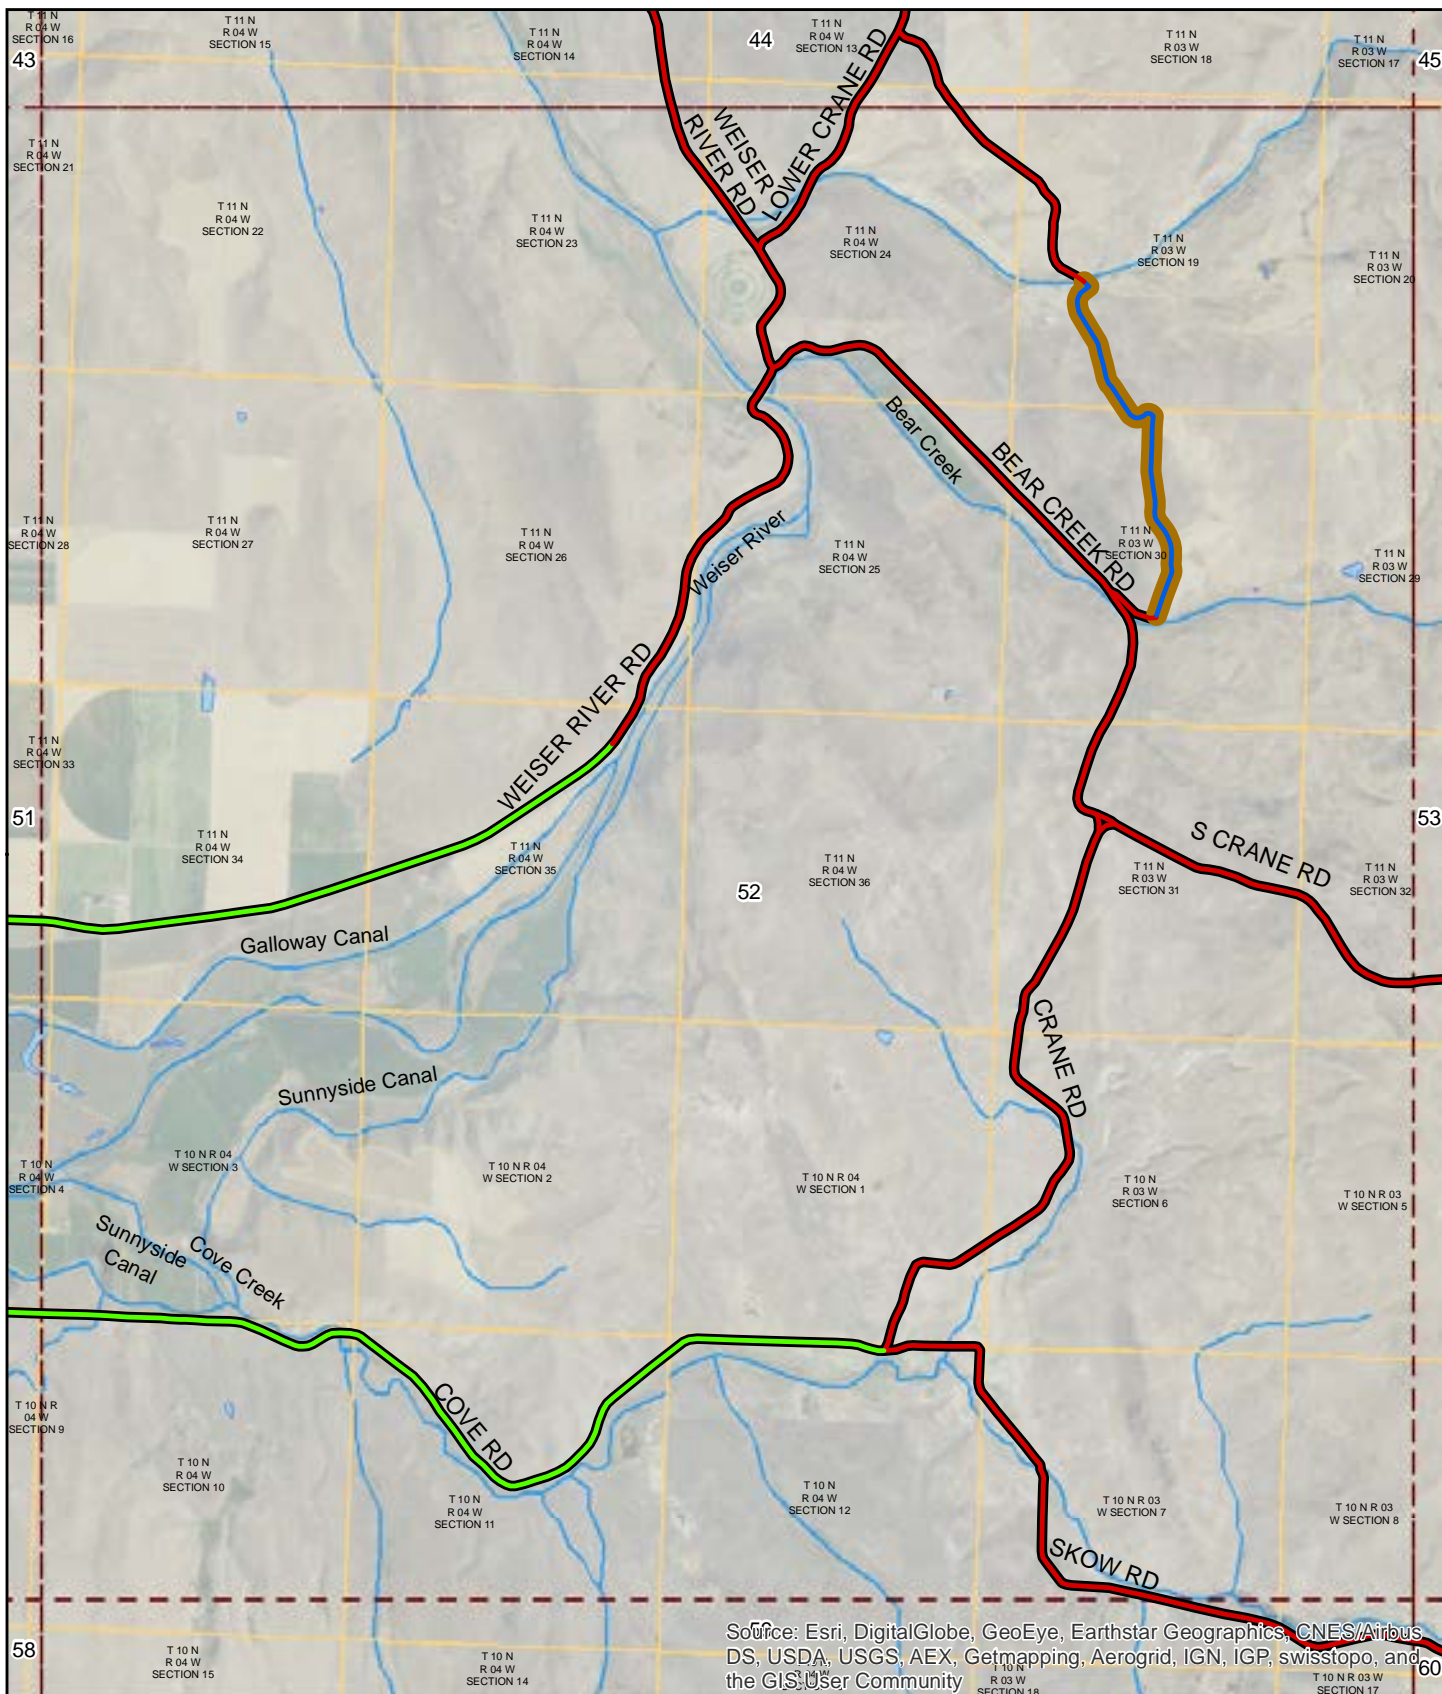 T 11 N
R 04 W
SECTION 16
T 11 N
R 04 W
SECTION 15
T 11 N
R 04 W
SECTION 14
44
T 11 N
R 04 W
SECTION 13
T 11 N
R 03 W
SECTION 18
T 11 N
R 03 W
SECTION 17
43
45
LOWER CRANE RD
WEISER
RIVER RD
WEISER
T 11 N
R 04 W
SECTION 21
T 11 N
R 04 W
SECTION 22
T 11 N
R 04 W
SECTION 23
T 11 N
R 04 W
SECTION 24
T 11 N
R 03 W
SECTION 19
T 11 N
R 03 W
SECTION 20
Bear Creek
BEAR CREEK RD
T 11 N
R 04 W
SECTION 28
T 11 N
R 04 W
SECTION 27
T 11 N
R 04 W
SECTION 26
Weiser River
T 11 N
R 04 W
SECTION 25
T 11 N
R 03 W
SECTION 30
T 11 N
R 03 W
SECTION 29
WEISER RIVER RD
T 11 N
R 04 W
SECTION 33
51
T 11 N
R 04 W
SECTION 34
T 11 N
R 04 W
SECTION 35
52
T 11 N
R 04 W
SECTION 36
S CRANE RD
T 11 N
R 03 W
SECTION 31
T 11 N
R 03 W
SECTION 32
53
Galloway Canal
CRANE RD
Sunnyside Canal
T 10 N
R 04 W
SECTION 4
T 10 N R 04
W SECTION 3
T 10 N R 04
W SECTION 2
T 10 N R 04
W SECTION 1
T 10 N
R 03 W
SECTION 6
T 10 N R 03
W SECTION 5
Sunnyside
Canal
Cove Creek
COVE RD
T 10 N R
04 W
SECTION 9
T 10 N
R 04 W
SECTION 10
T 10 N
R 04 W
SECTION 11
T 10 N
R 04 W
SECTION 12
T 10 N R 03
W SECTION 7
T 10 N R 03
W SECTION 8
SKOW RD
58
T 10 N
R 04 W
SECTION 15
T 10 N
R 04 W
SECTION 14
T 10 N
R 03 W
SECTION 18
T 10 N R 03 W
SECTION 17
60
Source: Esri, DigitalGlobe, GeoEye, Earthstar Geographics, CNES/Airbus
DS, USDA, USGS, AEX, Getmapping, Aerogrid, IGN, IGP, swisstopo, and
the GIS User Community